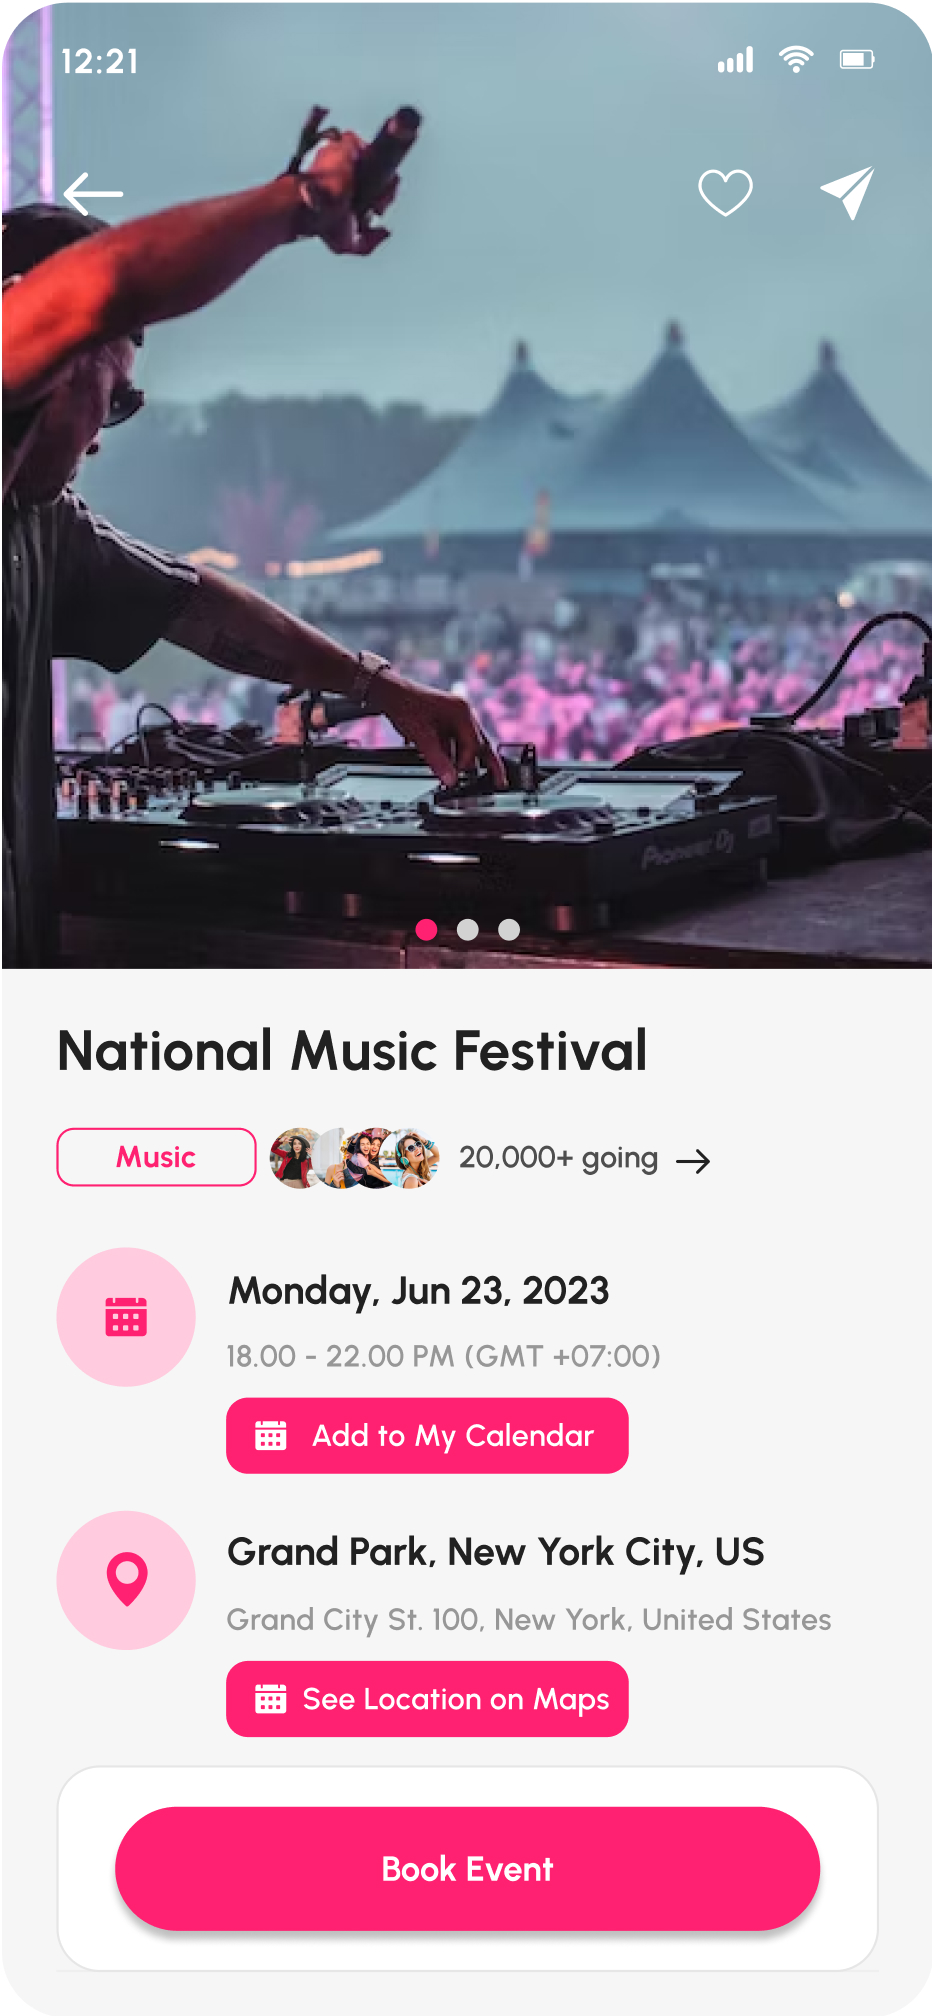 12:21
Pioneer Dj
National Music Festival
Music
20,000+ going
Monday, Jun 23, 2023
18.00 - 22.00 PM (GMT +07:00)
Add to My Calendar
Grand Park, New York City, US
Grand City St. 100, New York, United States
See Location on Maps
Book Event